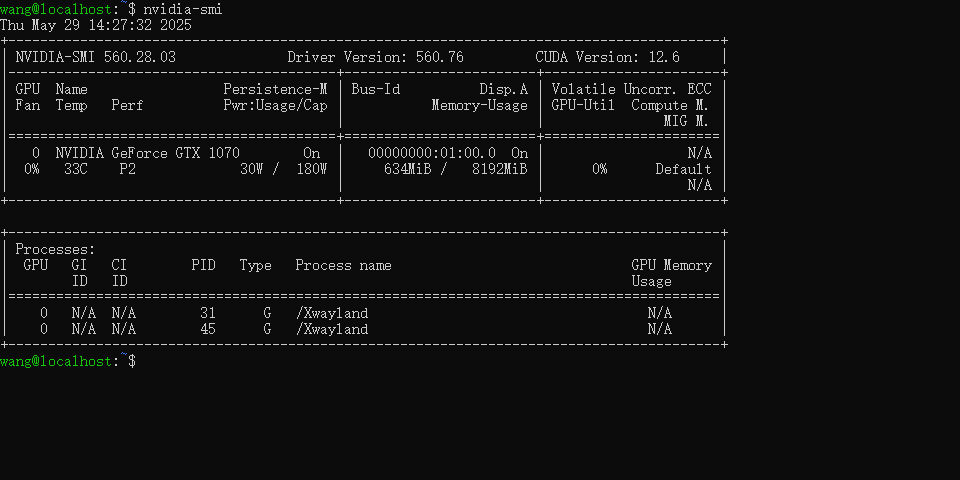 wang@localhost:~$ nvidia-smi
Thu May 29 14:27:32 2025
+-----------------------------------------------------------------------------------------+
| NVIDIA-SMI 560.28.03              Driver Version: 560.76         CUDA Version: 12.6     |
|-----------------------------------------+------------------------+----------------------+
| GPU  Name                 Persistence-M | Bus-Id          Disp.A | Volatile Uncorr. ECC |
| Fan  Temp   Perf          Pwr:Usage/Cap |           Memory-Usage | GPU-Util  Compute M. |
|                                         |                        |               MIG M. |
|=========================================+========================+======================|
|   0  NVIDIA GeForce GTX 1070        On  |   00000000:01:00.0  On |                  N/A |
|  0%   33C    P2             30W /  180W |     634MiB /   8192MiB |      0%      Default |
|                                         |                        |                  N/A |
+-----------------------------------------+------------------------+----------------------+
+-----------------------------------------------------------------------------------------+
| Processes:                                                                              |
|  GPU   GI   CI        PID   Type   Process name                              GPU Memory |
|        ID   ID                                                               Usage      |
|=========================================================================================|
|    0   N/A  N/A        31      G   /Xwayland                                   N/A      |
|    0   N/A  N/A        45      G   /Xwayland                                   N/A      |
+-----------------------------------------------------------------------------------------+
wang@localhost:~$